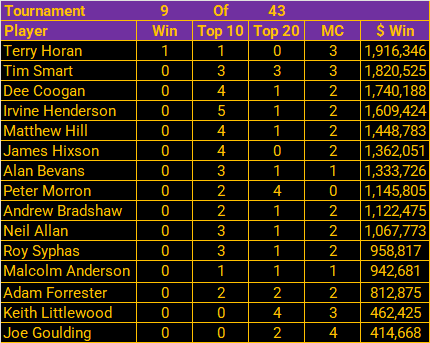 Tournament 9 Of 43
Player Win Top 10 Top 20 MC $ Win
Terry Horan 1 1 0 3 1,916,346
Tim Smart 0 3 3 3 1,820,525
Dee Coogan 0 4 1 2 1,740,188
Irvine Henderson 0 5 1 2 1,609,424
Matthew Hill 0 4 1 2 1,448,783
James Hixson 0 4 0 2 1,362,051
Alan Bevans 0 3 1 1 1,333,726
Peter Morron 0 2 4 0 1,145,805
Andrew Bradshaw 0 2 1 2 1,122,475
Neil Allan 0 3 1 2 1,067,773
Roy Syphas 0 3 1 2 958,817
Malcolm Anderson 0 1 1 1 942,681
Adam Forrester 0 2 2 2 812,875
Keith Littlewood 0 0 4 3 462,425
Joe Goulding 0 0 2 4 414,668